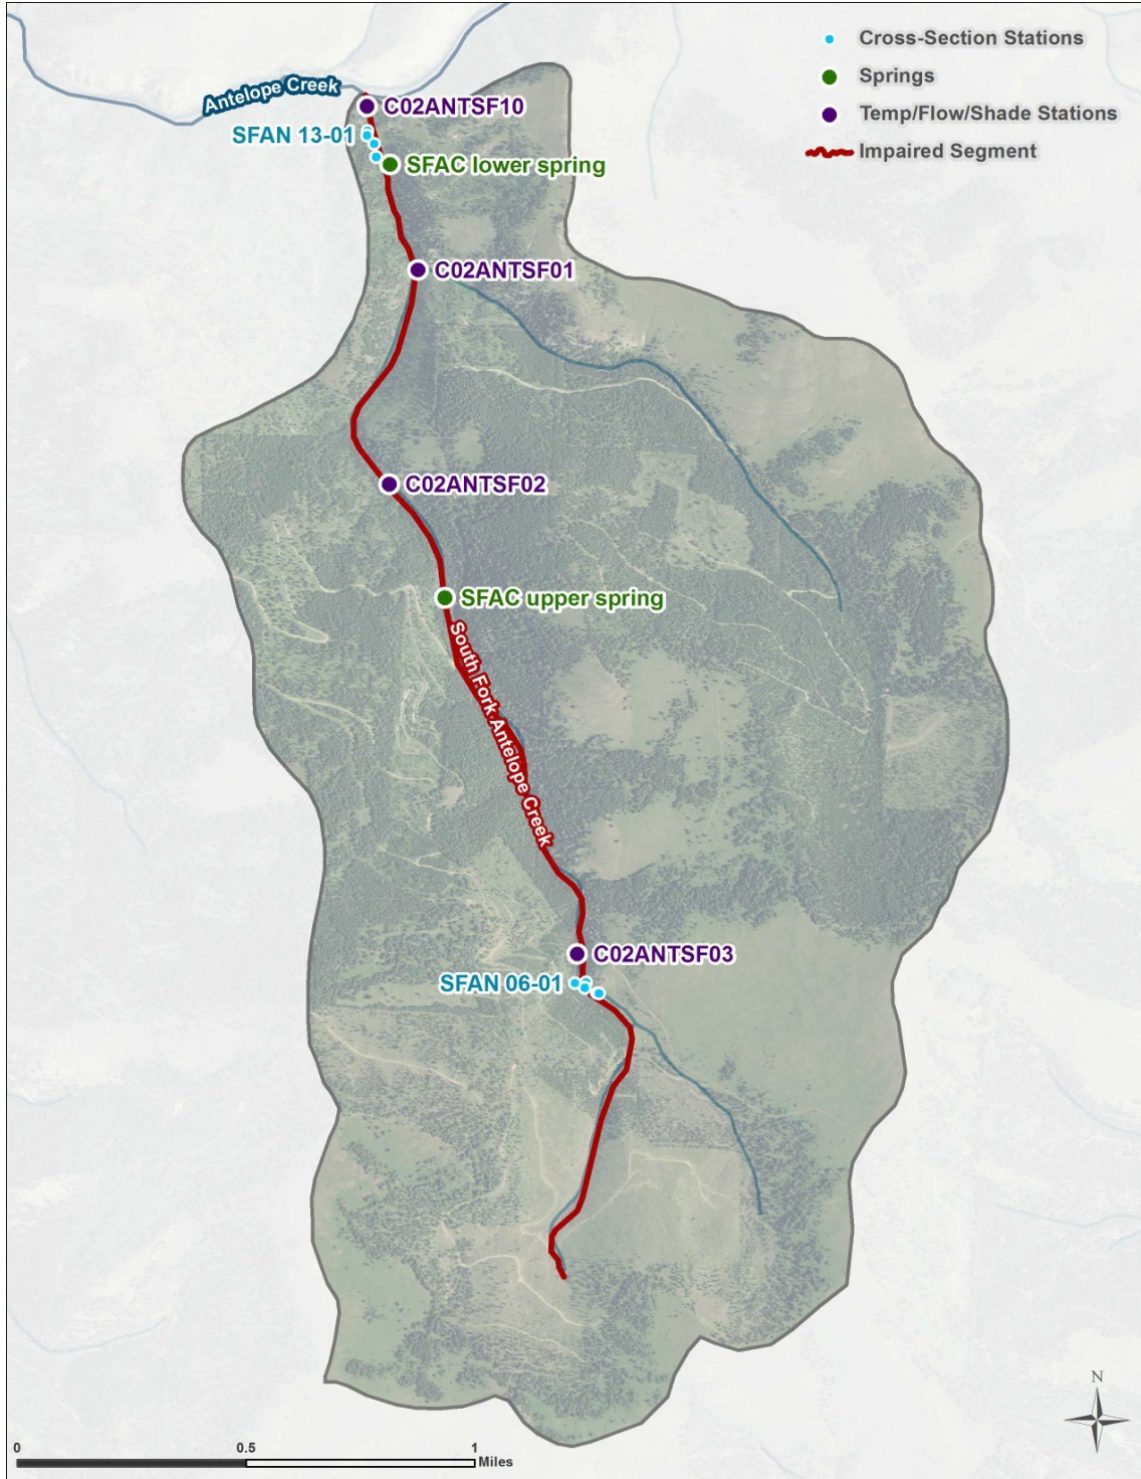 Cross-Section Stations
Springs
Temp/Flow/Shade Stations
Impaired Segment
Antelope Creek
C02ANTSF10
SFAN 13-01
SFAC lower spring
C02ANTSF01
C02ANTSF02
SFAC upper spring
South Fork Antelope Creek
C02ANTSF03
SFAN 06-01
N
0 0.5 1
Miles